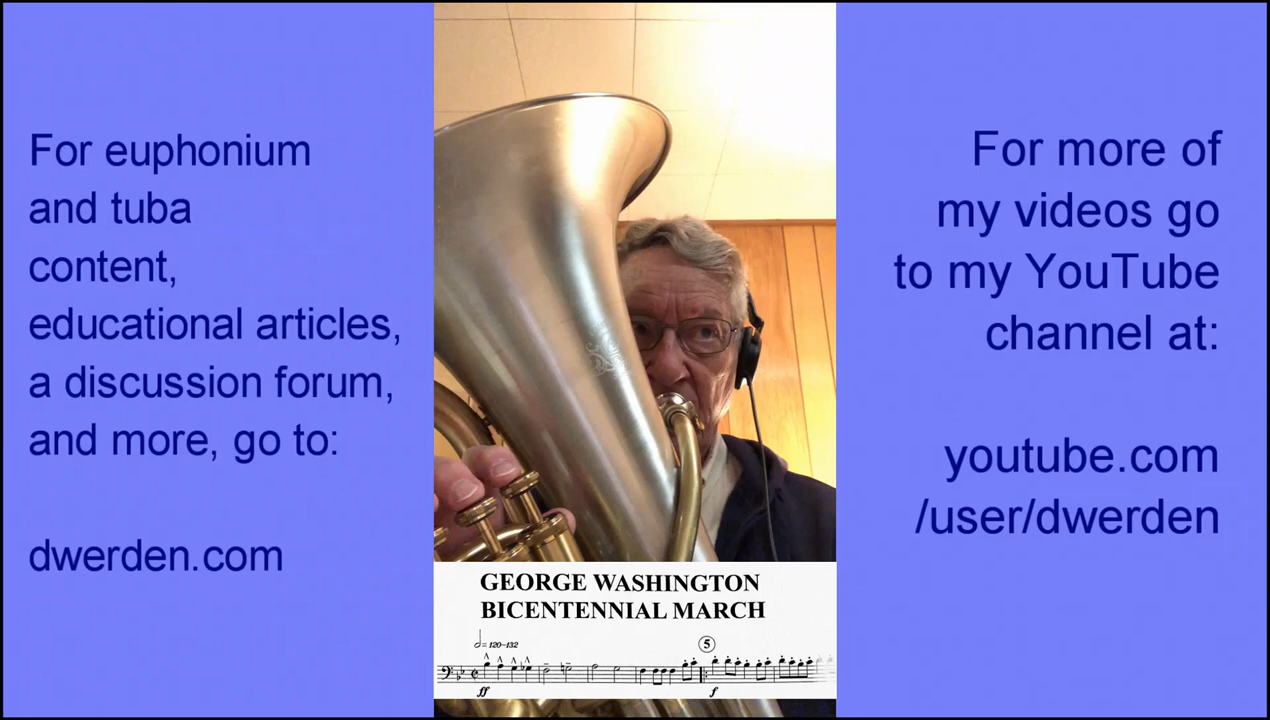 For euphonium
and tuba
content,
educational articles,
a discussion forum,
and more, go to:
dwerden.com
GEORGE WASHINGTON
BICENTENNIAL MARCH
𝅗𝅥 = 120-132
5
ff
f
For more of
my videos go
to my YouTube
channel at:
youtube.com
/user/dwerden